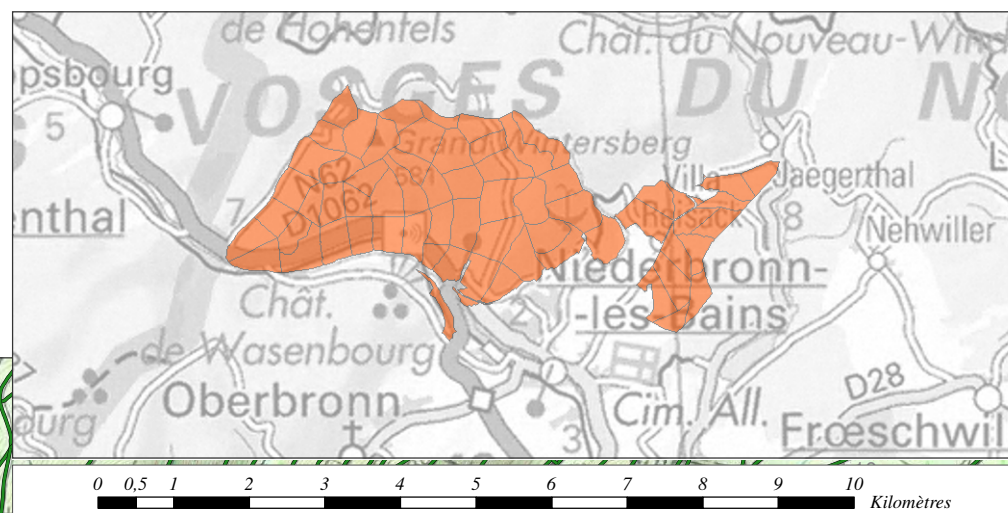 de Hohenfels
Chât. du Nouveau-Win
psbourg
VOSGES DU N
5
Grand Wintersberg
581
N62
D1062
Jaegerthal
Reisack
enthal
7
8
Nehwiller
Niederbronn-
-les-Bains
Chât.
de Wasenbourg
2
D28
Oberbronn
Cim. All.
ourg
3
Frœschwil
0 0,5 1 2 3 4 5 6 7 8 9 10 Kilomètres